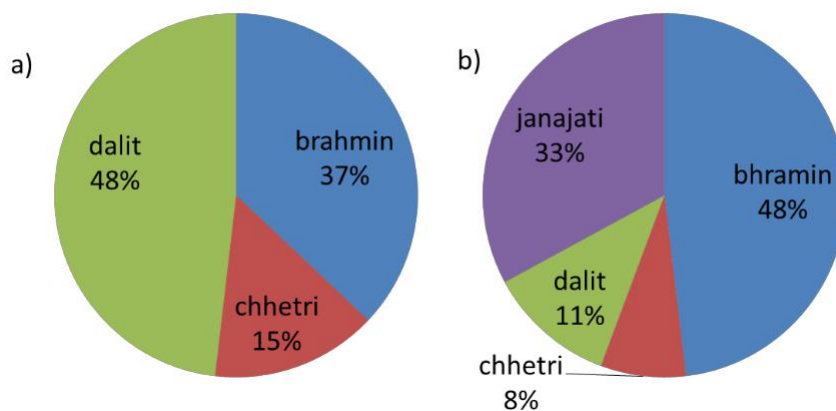 a)
dalit
48%
brahmin
37%
chhetri
15%
b)
janajati
33%
bhramin
48%
dalit
11%
chhetri
8%